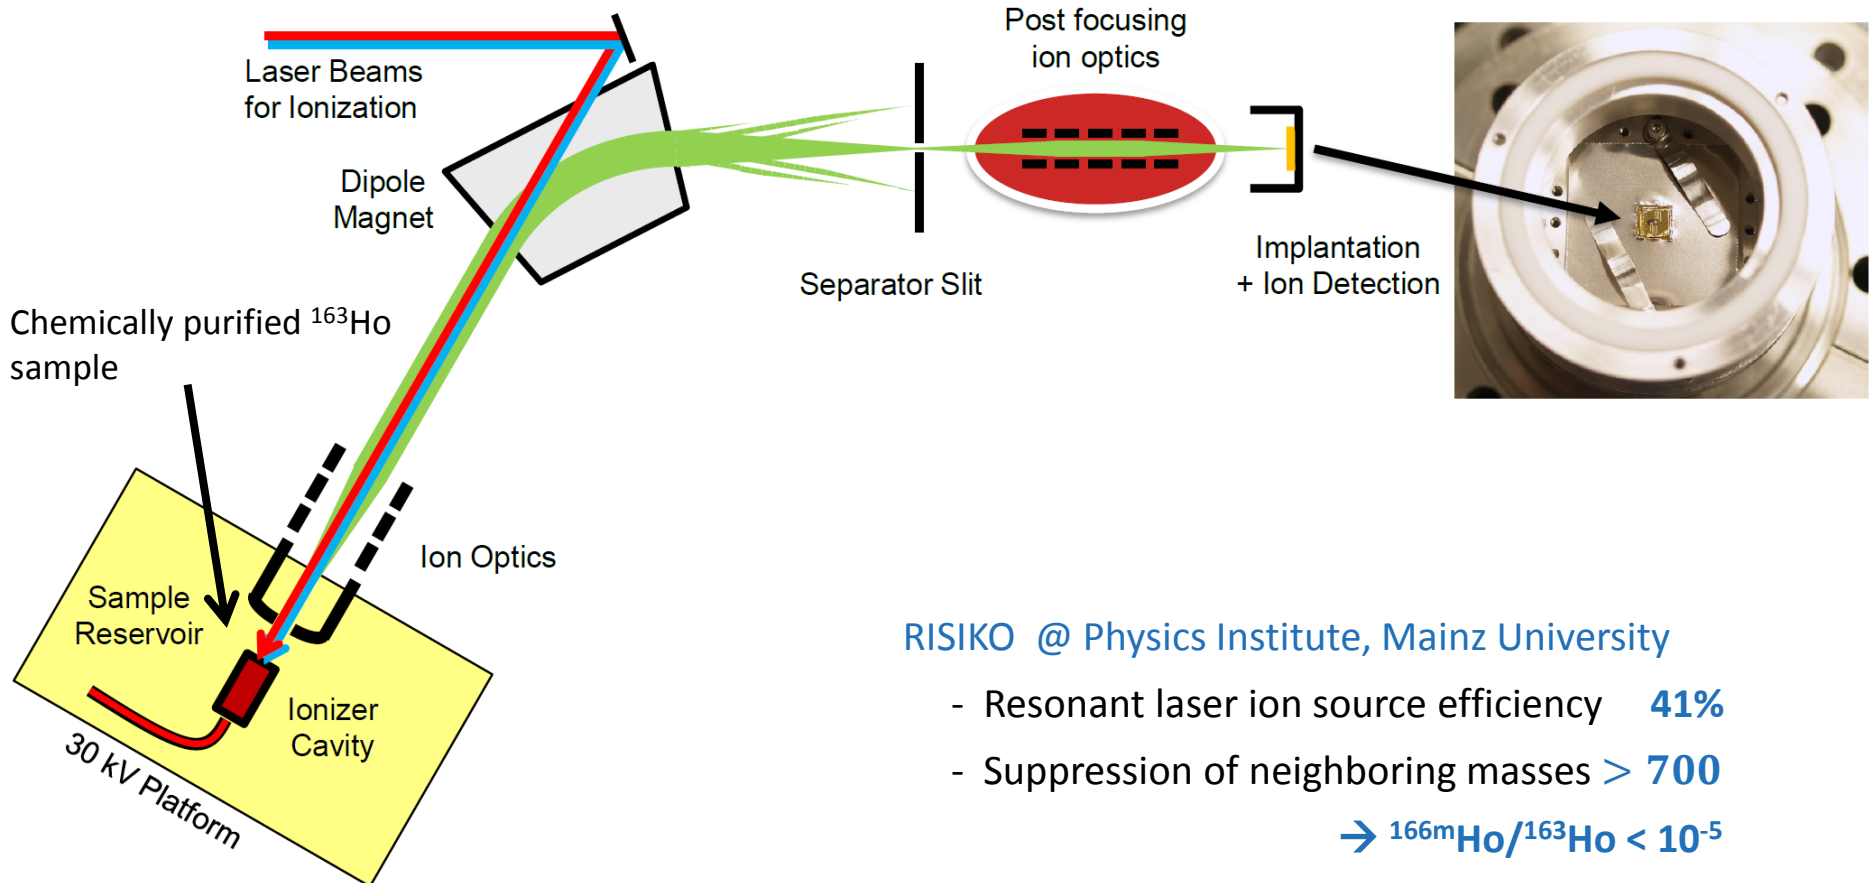 Laser Beams
for Ionization
Post focusing
ion optics
Dipole
Magnet
Separator Slit
Implantation
+ Ion Detection
Chemically purified ¹⁶³Ho
sample
Ion Optics
Sample
Reservoir
Ionizer
Cavity
30 kV Platform
RISIKO @ Physics Institute, Mainz University
- Resonant laser ion source efficiency 41%
- Suppression of neighboring masses > 700
→ ¹⁶⁶ᵐHo/¹⁶³Ho < 10⁻⁵